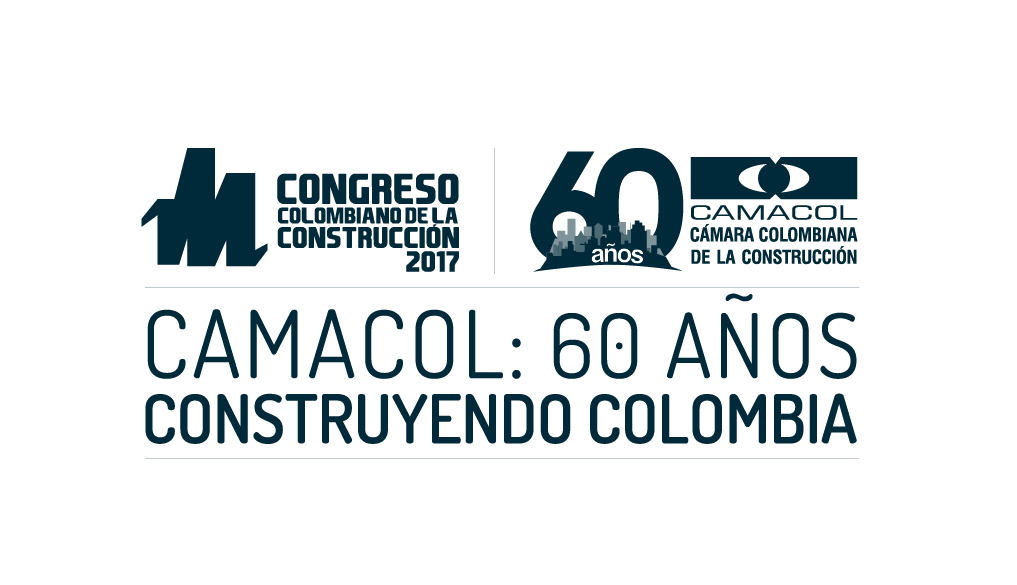 CONGRESO
COLOMBIANO DE LA
CONSTRUCCIÓN
2017
60
años
CAMACOL
CÁMARA COLOMBIANA
DE LA CONSTRUCCIÓN
CAMACOL: 60 AÑOS
CONSTRUYENDO COLOMBIA